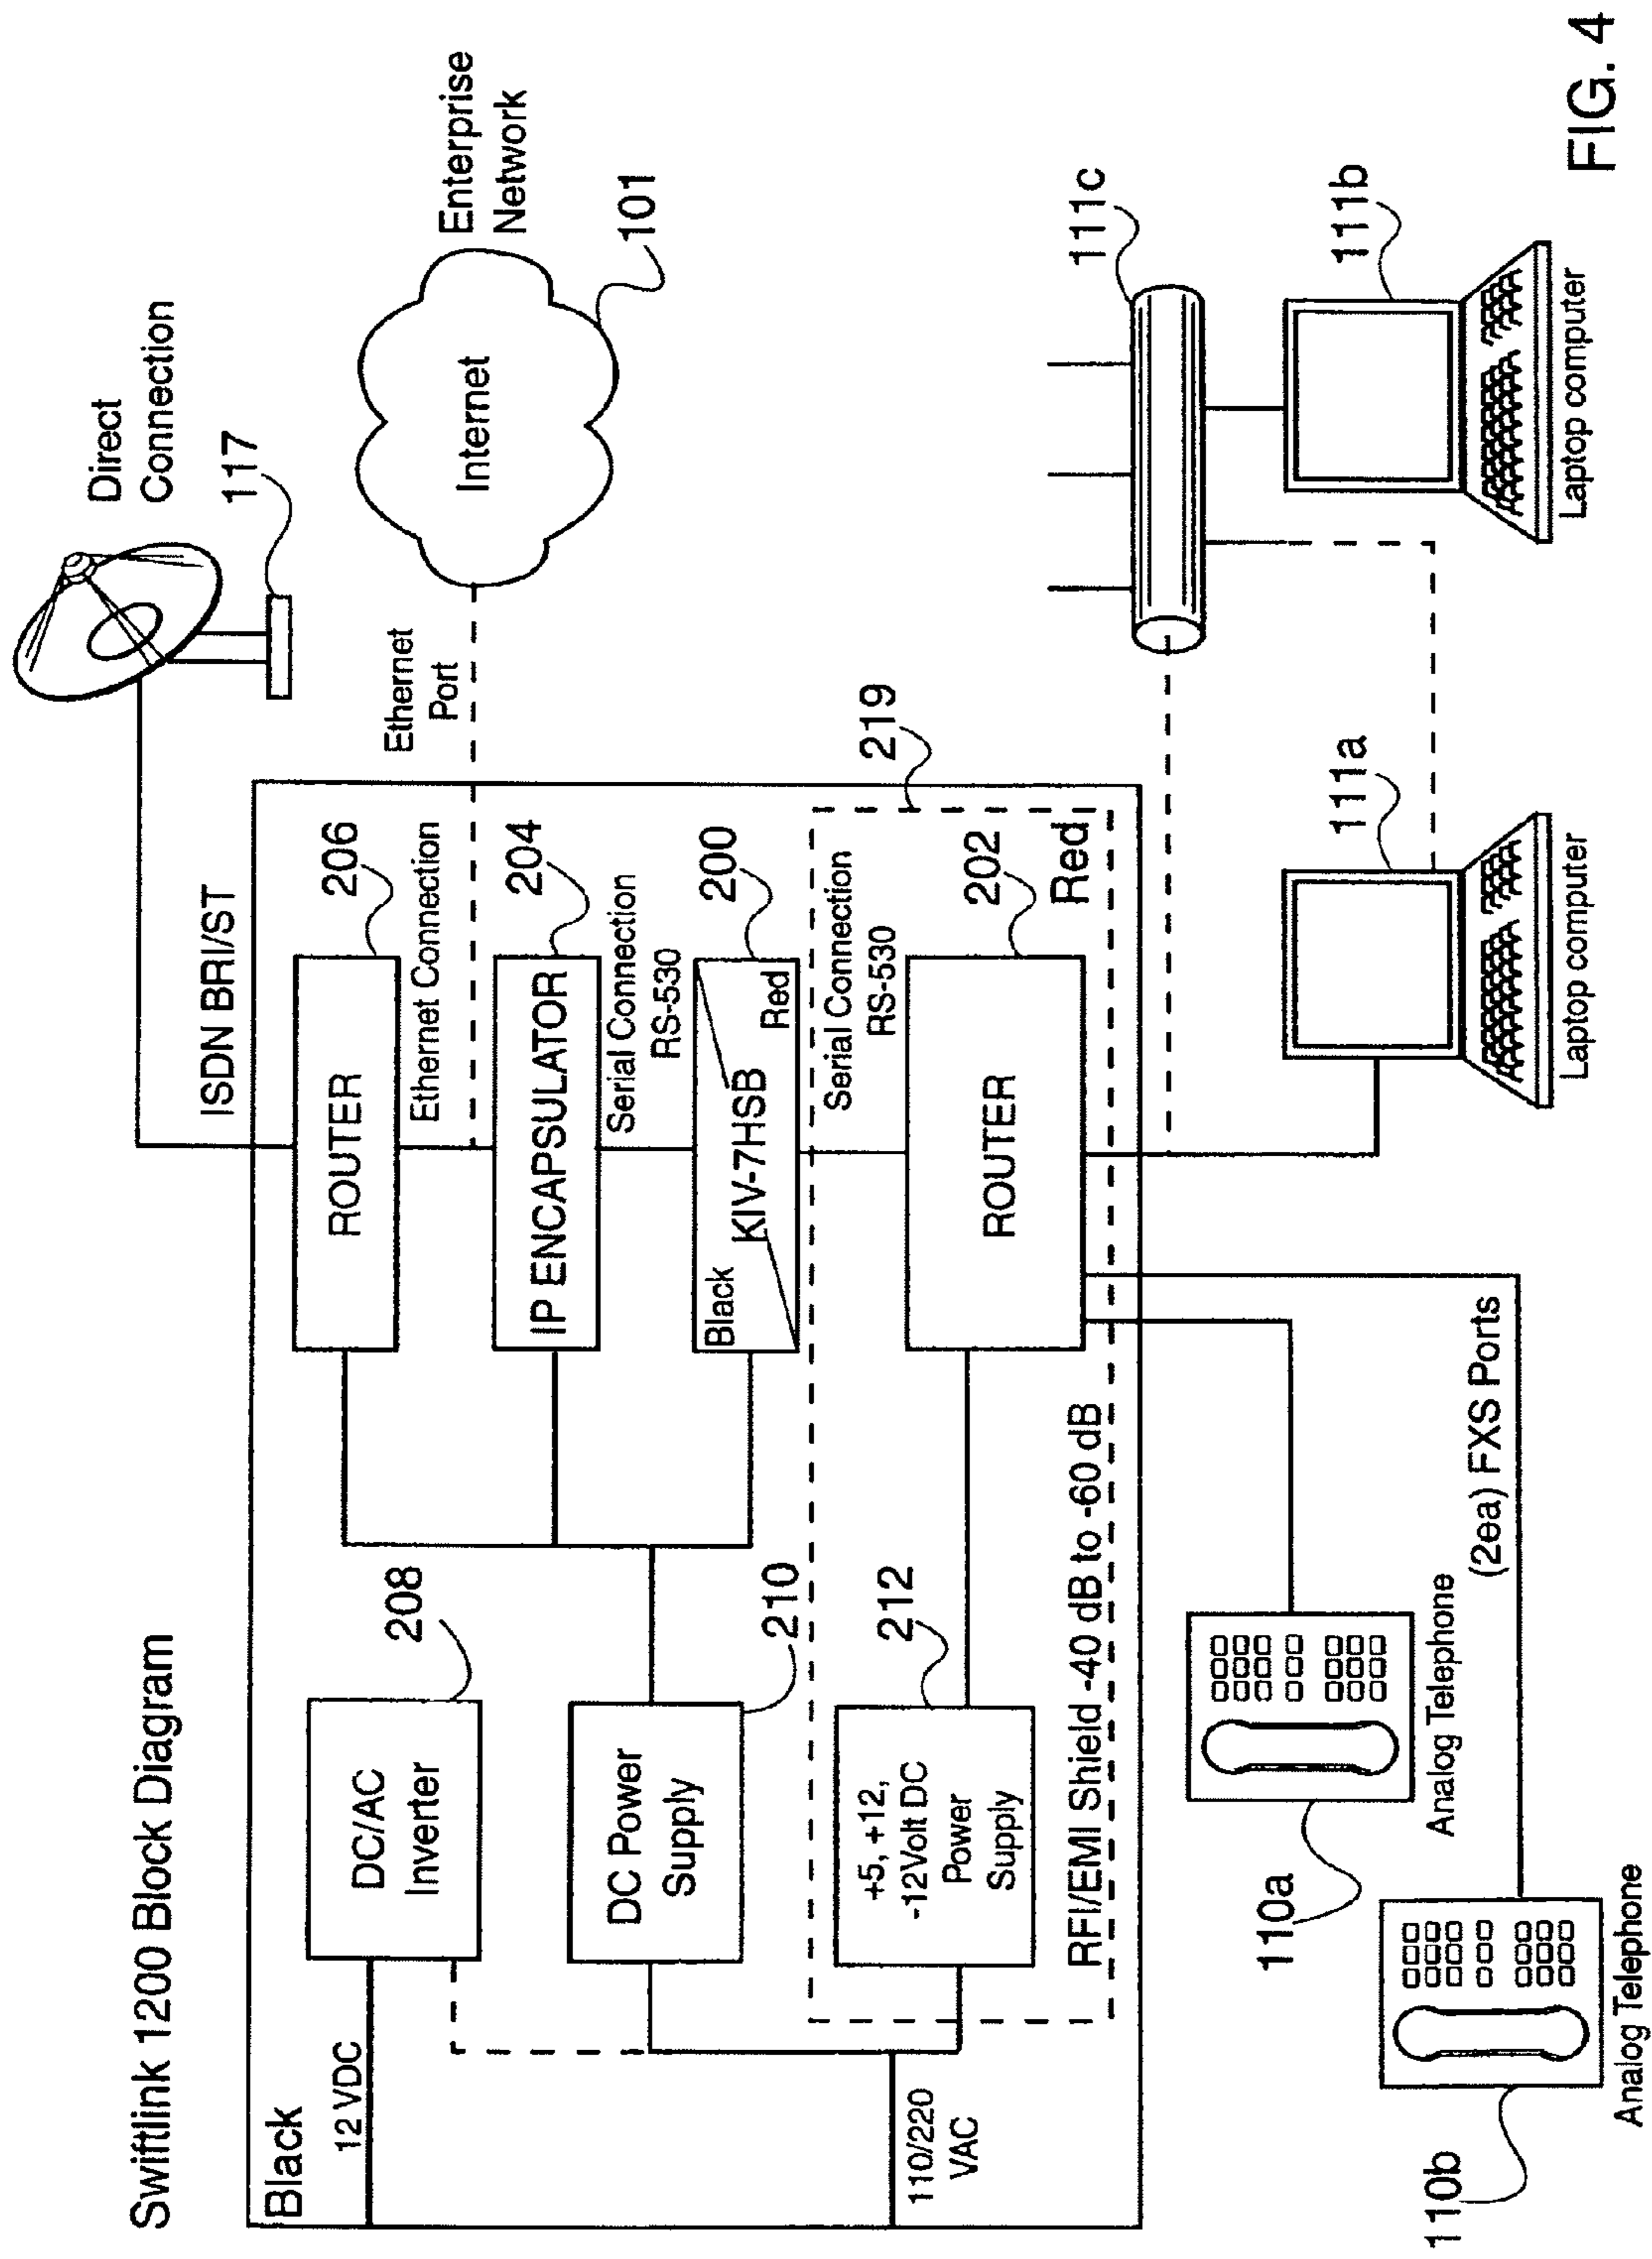 Swiftlink 1200 Block Diagram
Black
12 VDC
110/220
VAC
DC/AC
Inverter
208
DC Power
Supply
210
+5, +12,
-12Volt DC
Power
Supply
212
RFI/EMI Shield -40 dB to -60 dB
ISDN BRI/ST
ROUTER
206
Ethernet Connection
IP ENCAPSULATOR
204
Serial Connection
RS-530
Black
KIV-7HSB
Red
200
Serial Connection
RS-530
219
ROUTER
202
Red
Direct
Connection
117
Ethernet
Port
Internet
Enterprise
Network
101
111c
111a
Laptop computer
111b
Laptop computer
(2ea) FXS Ports
110a
Analog Telephone
110b
Analog Telephone
FIG. 4